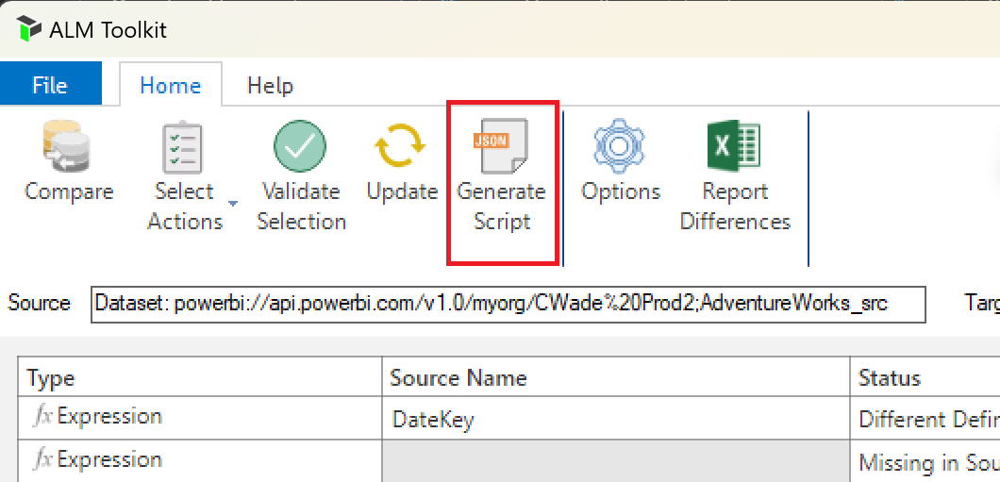 ALM Toolkit
File Home Help
JSON
Compare Select Validate Update Generate Options Report
Actions Selection Script Differences
Source Dataset: powerbi://api.powerbi.com/v1.0/myorg/CWade%20Prod2;AdventureWorks_src Targ
Type Source Name Status
fx Expression DateKey Different Defin
fx Expression Missing in Sou